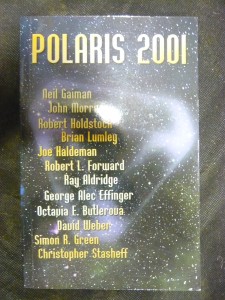 POLARIS 2001
Neil Gaiman
John Morressy
Robert Holdstock
Brian Lumley
Joe Haldeman
Robert L. Forward
Ray Aldridge
George Alec Effinger
Octavia E. Butlerová
David Weber
Simon R. Green
Christopher Stasheff